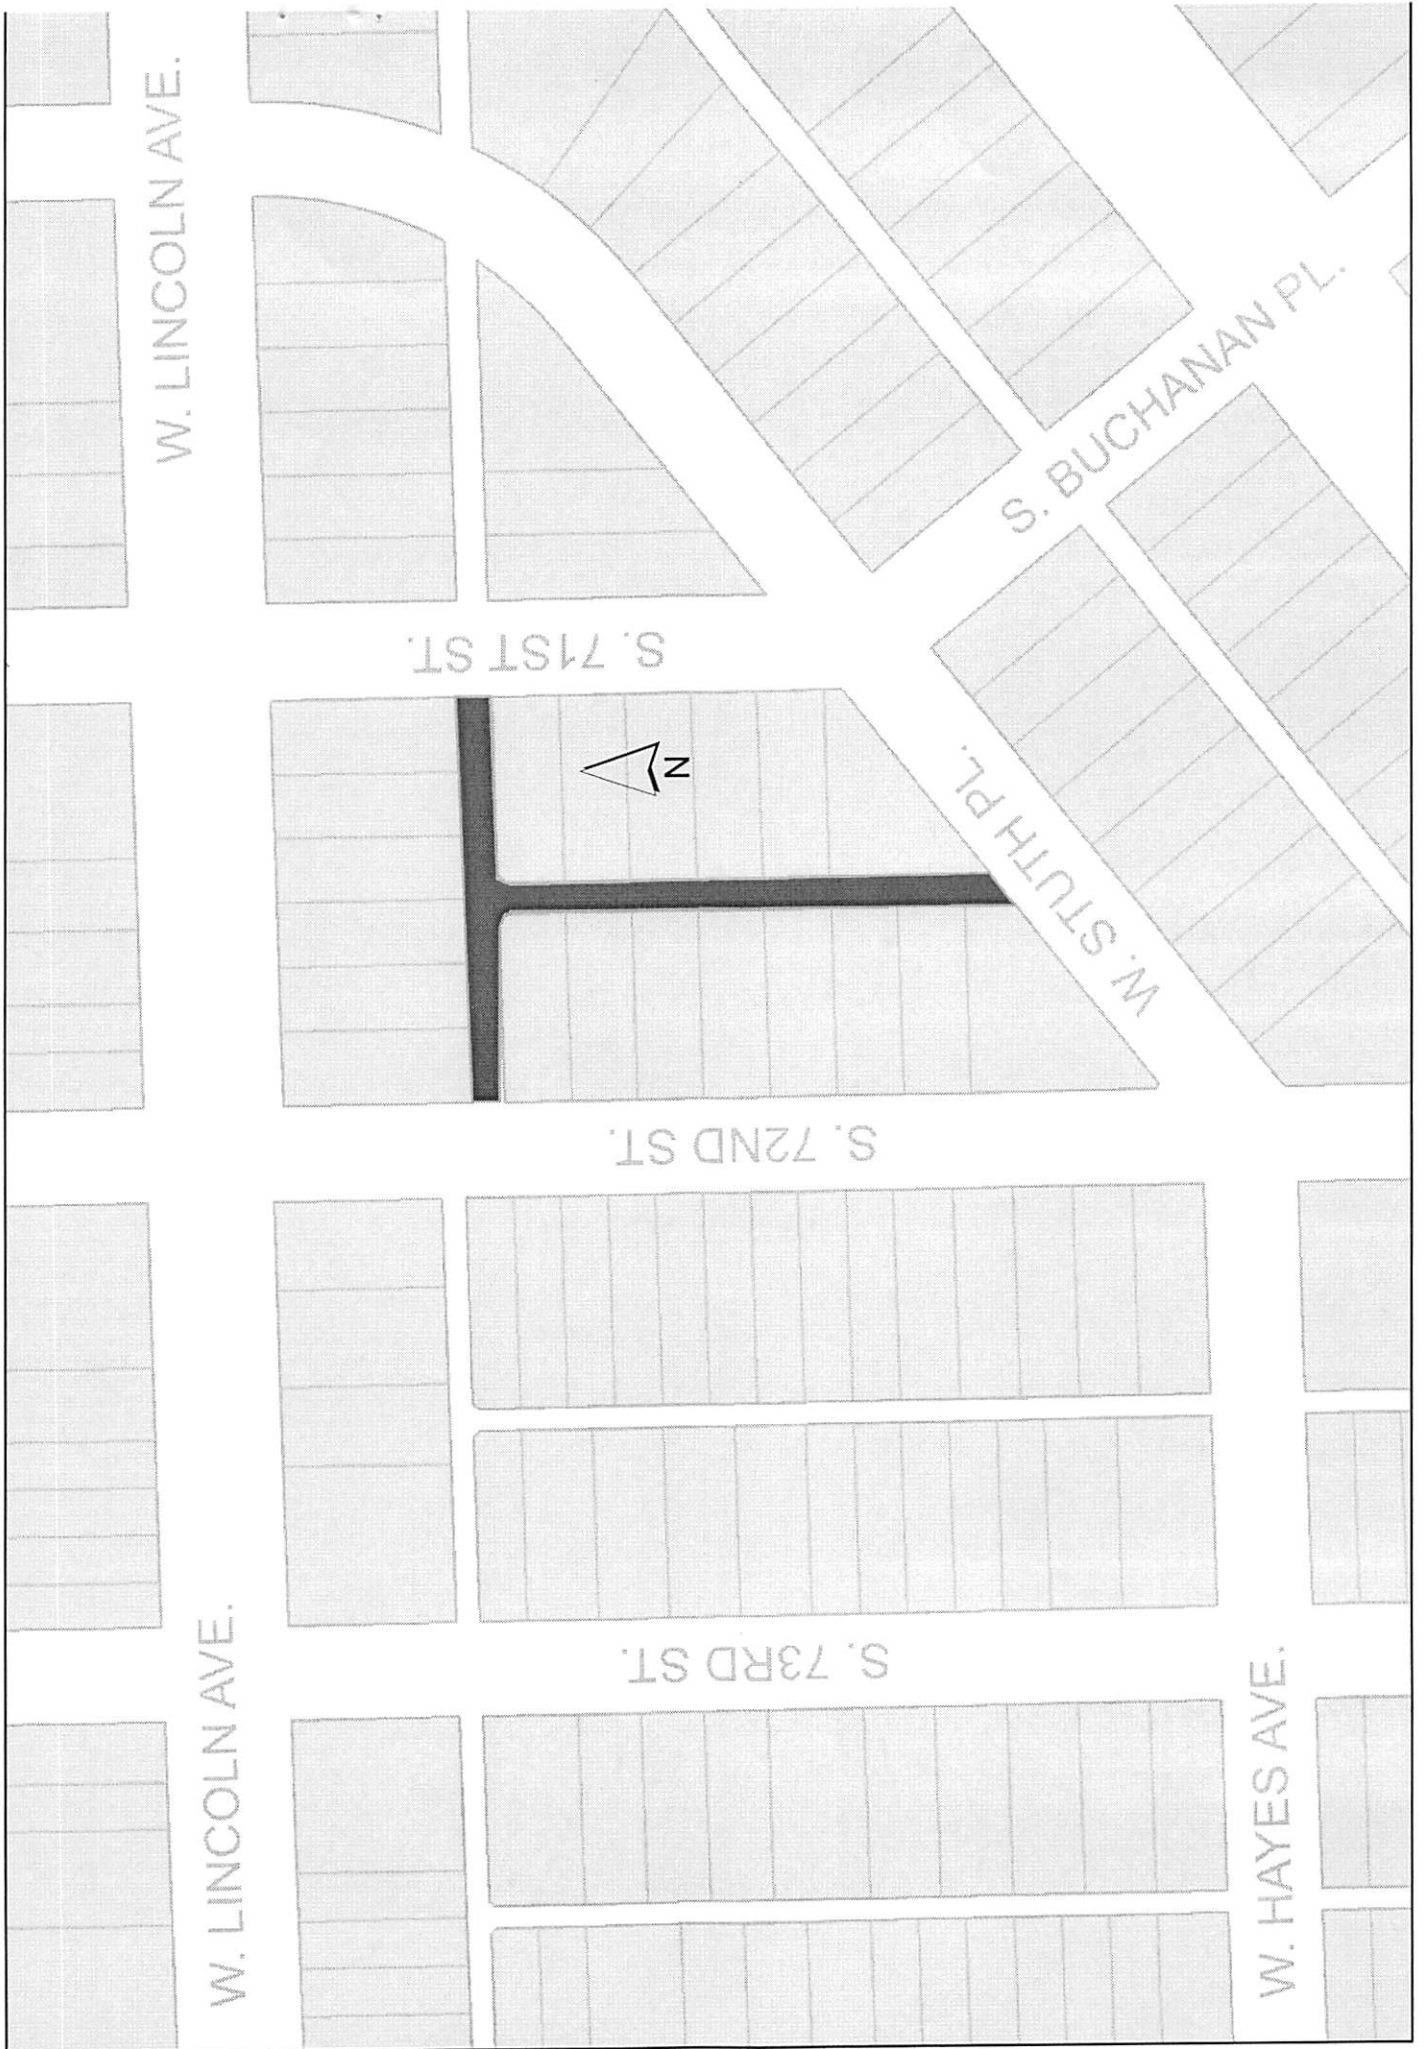 W. LINCOLN AVE.
S. BUCHANAN PL.
S. 71ST ST.
N
W. STUTH PL.
S. 72ND ST.
S. 73RD ST.
W. LINCOLN AVE.
W. HAYES AVE.